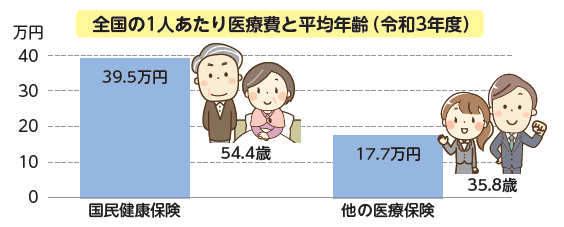 全国の1人あたり医療費と平均年齢（令和3年度）
万円
40
30
20
10
0
39.5万円
54.4歳
17.7万円
35.8歳
国民健康保険
他の医療保険